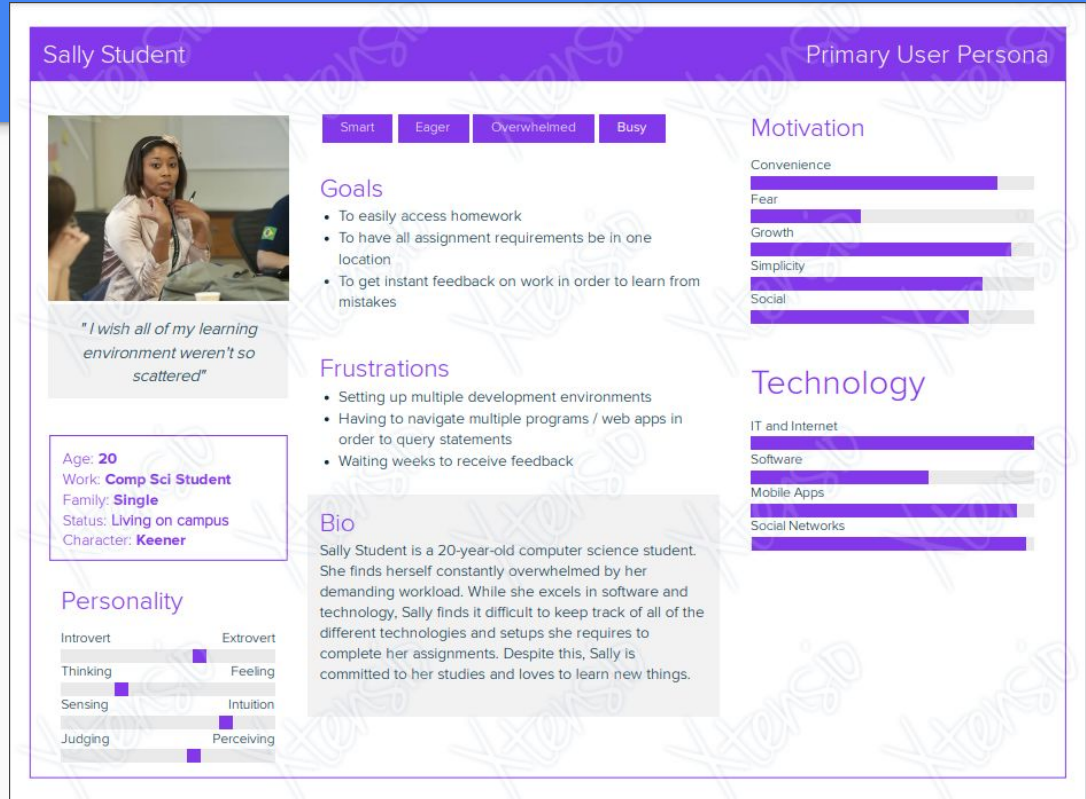 Sally Student
Primary User Persona
" I wish all of my learning
environment weren't so
scattered"
Age: 20
Work: Comp Sci Student
Family: Single
Status: Living on campus
Character: Keener
Personality
Introvert Extrovert
Thinking Feeling
Sensing Intuition
Judging Perceiving
Smart Eager Overwhelmed Busy
Goals
• To easily access homework
• To have all assignment requirements be in one
location
• To get instant feedback on work in order to learn from
mistakes
Frustrations
• Setting up multiple development environments
• Having to navigate multiple programs / web apps in
order to query statements
• Waiting weeks to receive feedback
Bio
Sally Student is a 20-year-old computer science student.
She finds herself constantly overwhelmed by her
demanding workload. While she excels in software and
technology, Sally finds it difficult to keep track of all of the
different technologies and setups she requires to
complete her assignments. Despite this, Sally is
committed to her studies and loves to learn new things.
Motivation
Convenience
Fear
Growth
Simplicity
Social
Technology
IT and Internet
Software
Mobile Apps
Social Networks
xtensio